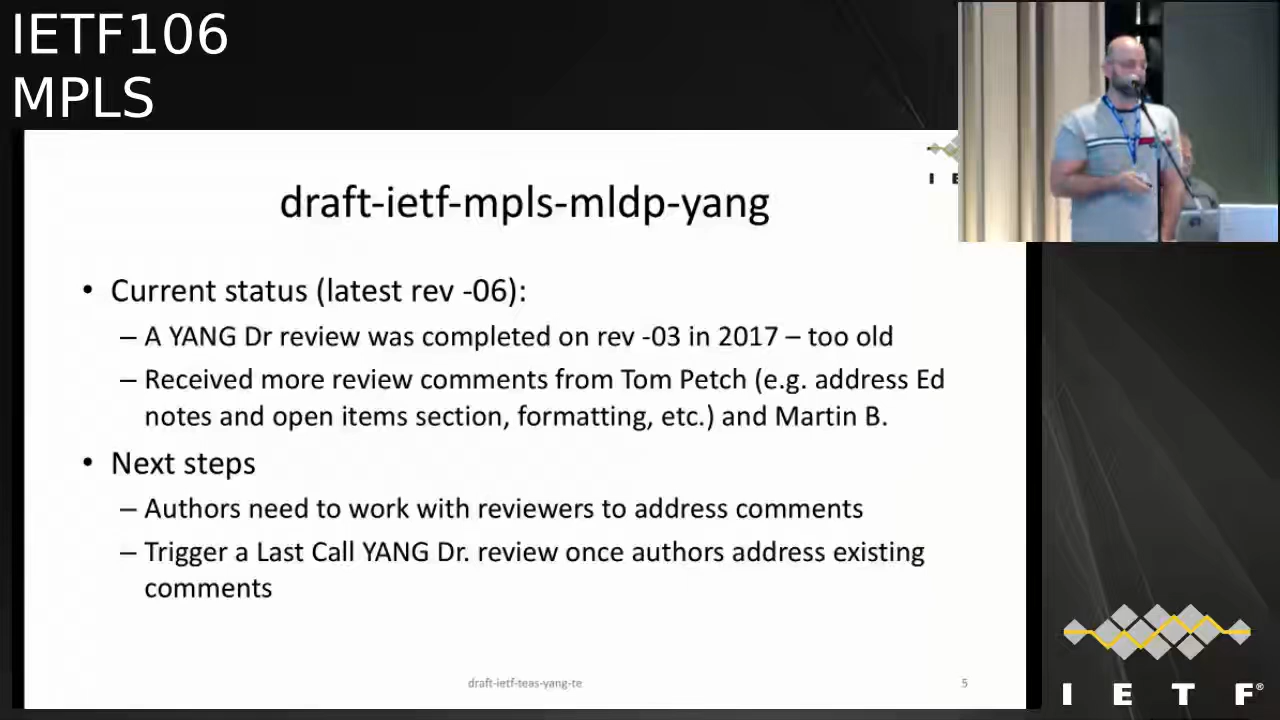 IETF106
MPLS
I E
draft-ietf-mpls-mldp-yang
• Current status (latest rev -06):
– A YANG Dr review was completed on rev -03 in 2017 – too old
– Received more review comments from Tom Petch (e.g. address Ed
notes and open items section, formatting, etc.) and Martin B.
• Next steps
– Authors need to work with reviewers to address comments
– Trigger a Last Call YANG Dr. review once authors address existing
comments
draft-ietf-teas-yang-te
5
I E T F®